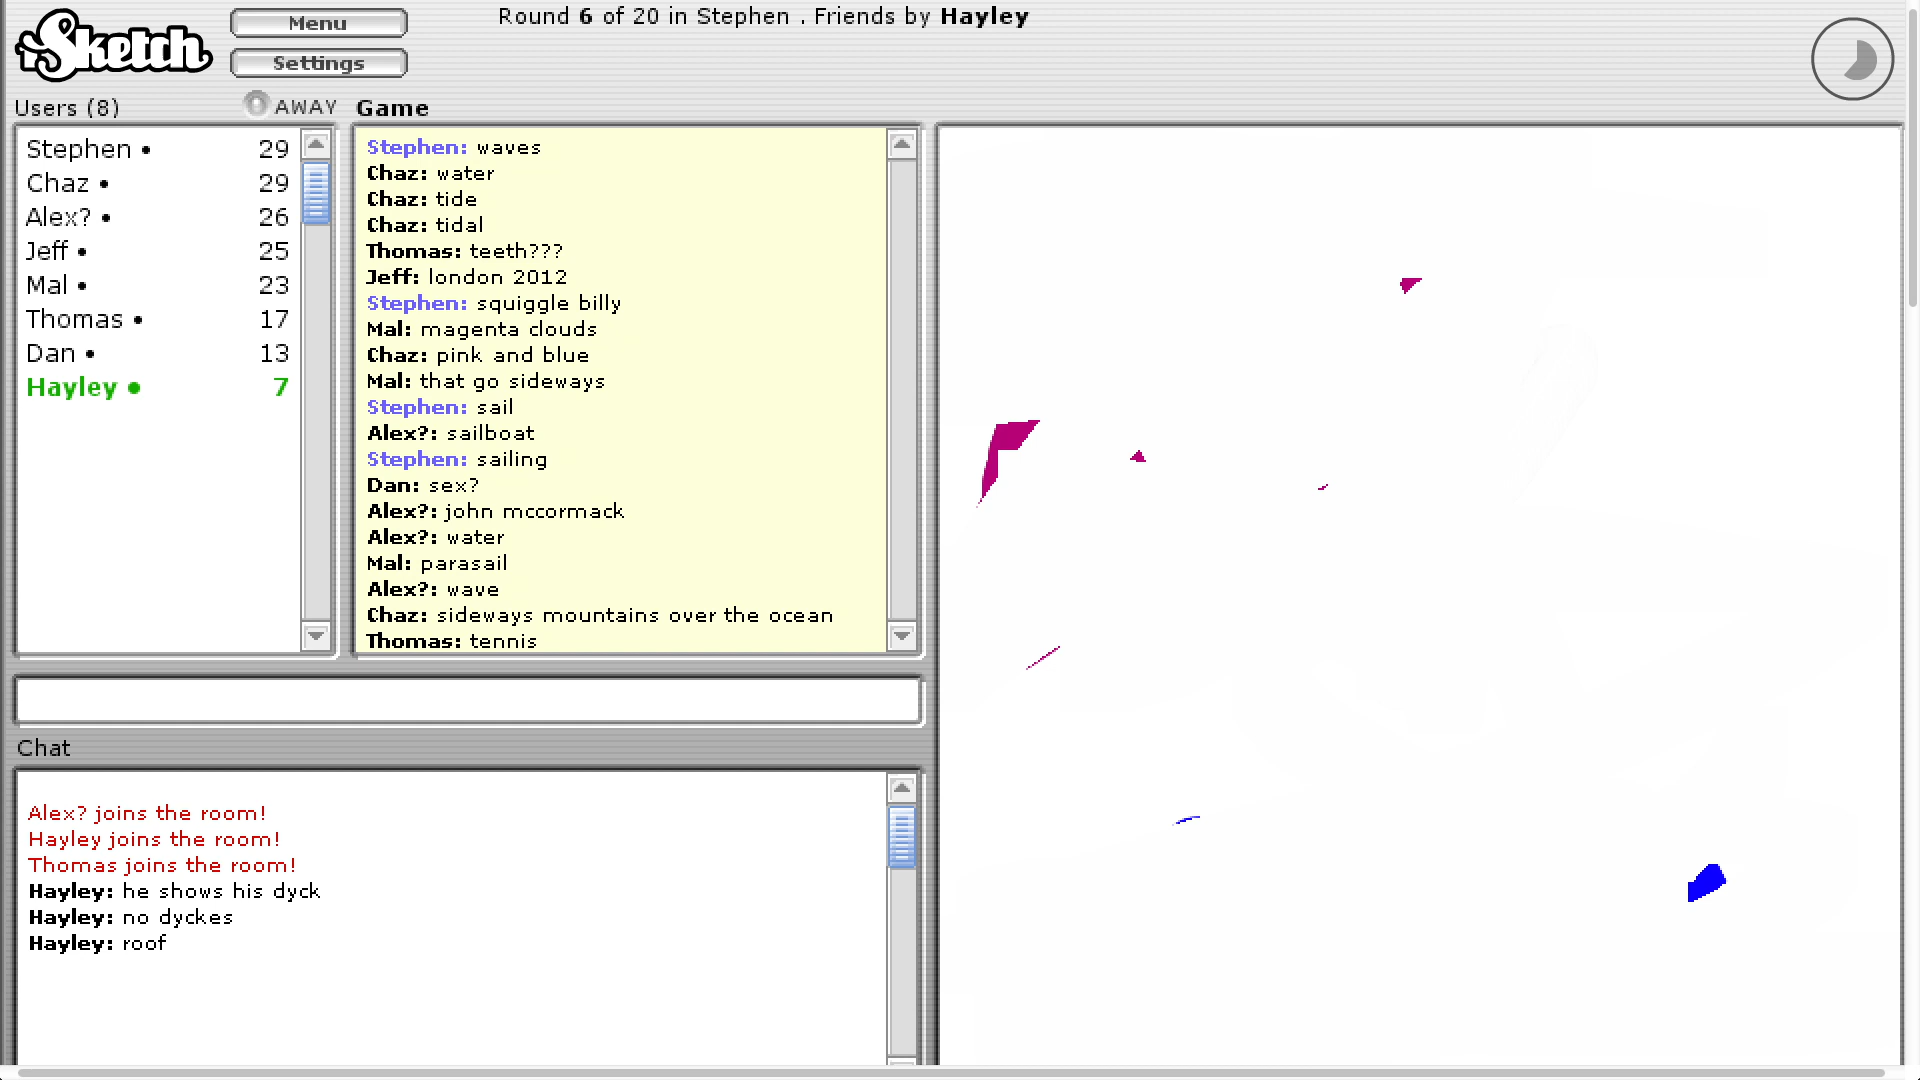 iSketch
Menu
Settings
Round 6 of 20 in Stephen . Friends by Hayley
Users (8)
AWAY
Stephen • 29
Chaz • 29
Alex? • 26
Jeff • 25
Mal • 23
Thomas • 17
Dan • 13
Hayley • 7
Game
Stephen: waves
Chaz: water
Chaz: tide
Chaz: tidal
Thomas: teeth???
Jeff: london 2012
Stephen: squiggle billy
Mal: magenta clouds
Chaz: pink and blue
Mal: that go sideways
Stephen: sail
Alex?: sailboat
Stephen: sailing
Dan: sex?
Alex?: john mccormack
Alex?: water
Mal: parasail
Alex?: wave
Chaz: sideways mountains over the ocean
Thomas: tennis
Chat
Alex? joins the room!
Hayley joins the room!
Thomas joins the room!
Hayley: he shows his dyck
Hayley: no dyckes
Hayley: roof